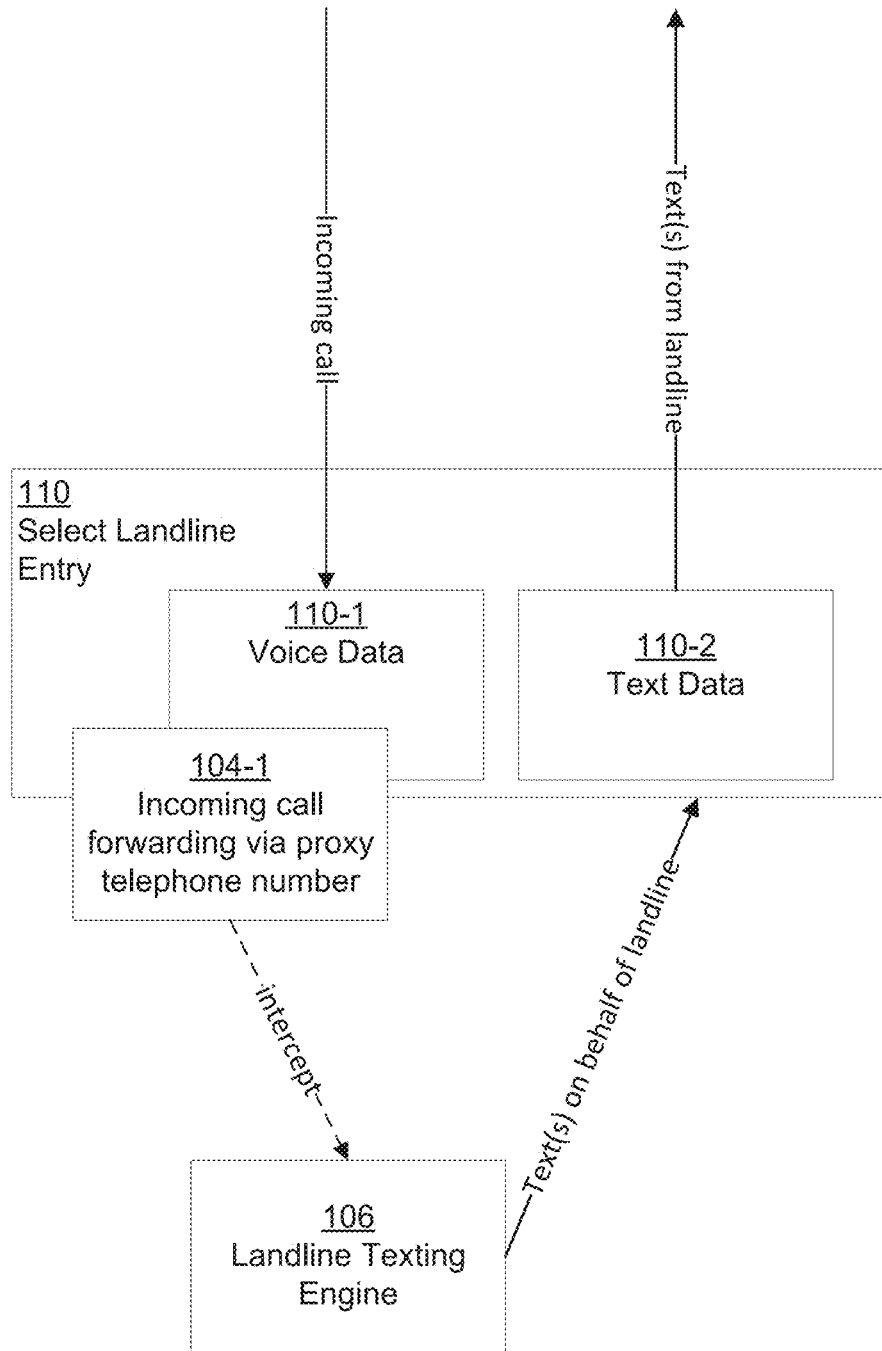 Incoming call
Text(s) from landline
110
Select Landline
Entry
110-1
Voice Data
110-2
Text Data
104-1
Incoming call
forwarding via proxy
telephone number
intercept
Text(s) on behalf of landline
106
Landline Texting
Engine